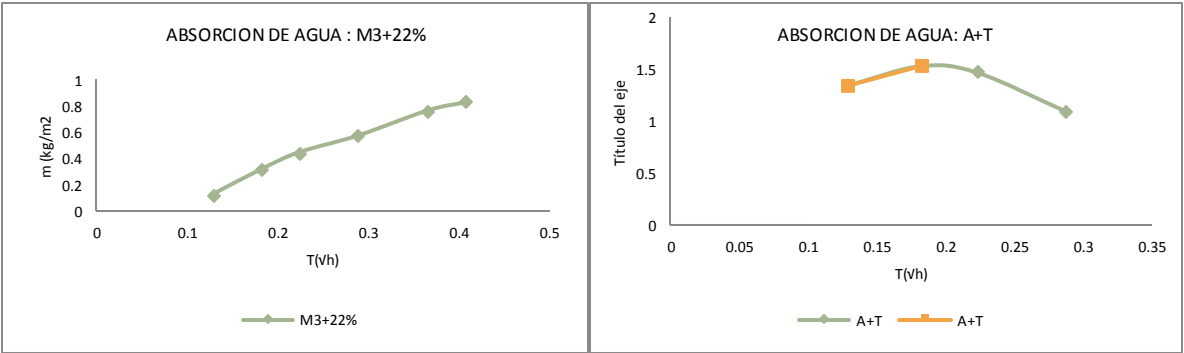 ABSORCION DE AGUA : M3+22%
m (kg/m2
1
0.8
0.6
0.4
0.2
0
0 0.1 0.2 0.3 0.4 0.5
T(√h)
M3+22%
ABSORCION DE AGUA: A+T
Título del eje
2
1.5
1
0.5
0
0 0.05 0.1 0.15 0.2 0.25 0.3 0.35
T(√h)
A+T A+T